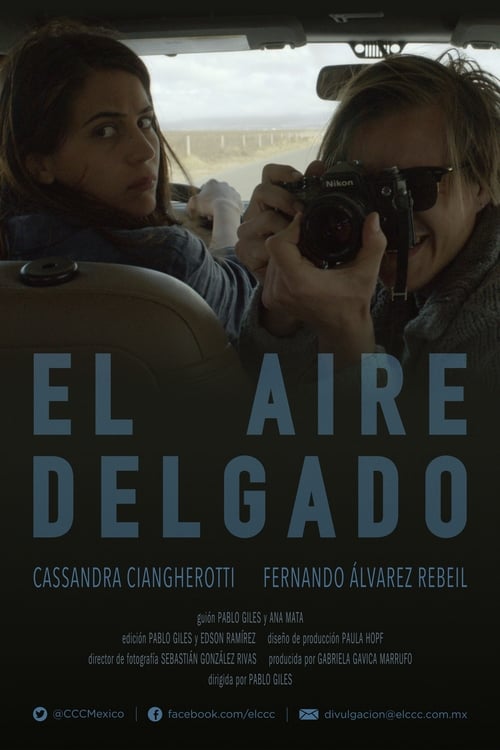 Nikon
EL AIRE
DELGADO
CASSANDRA CIANGHEROTTI FERNANDO ÁLVAREZ REBEIL
guión PABLO GILES y ANA MATA
edición PABLO GILES y EDSON RAMÍREZ diseño de producción PAULA HOPF
director de fotografía SEBASTIÁN GONZÁLEZ RIVAS producida por GABRIELA GAVICA MARRUFO
dirigida por PABLO GILES
@CCCMexico facebook.com/elccc divulgacion@elccc.com.mx